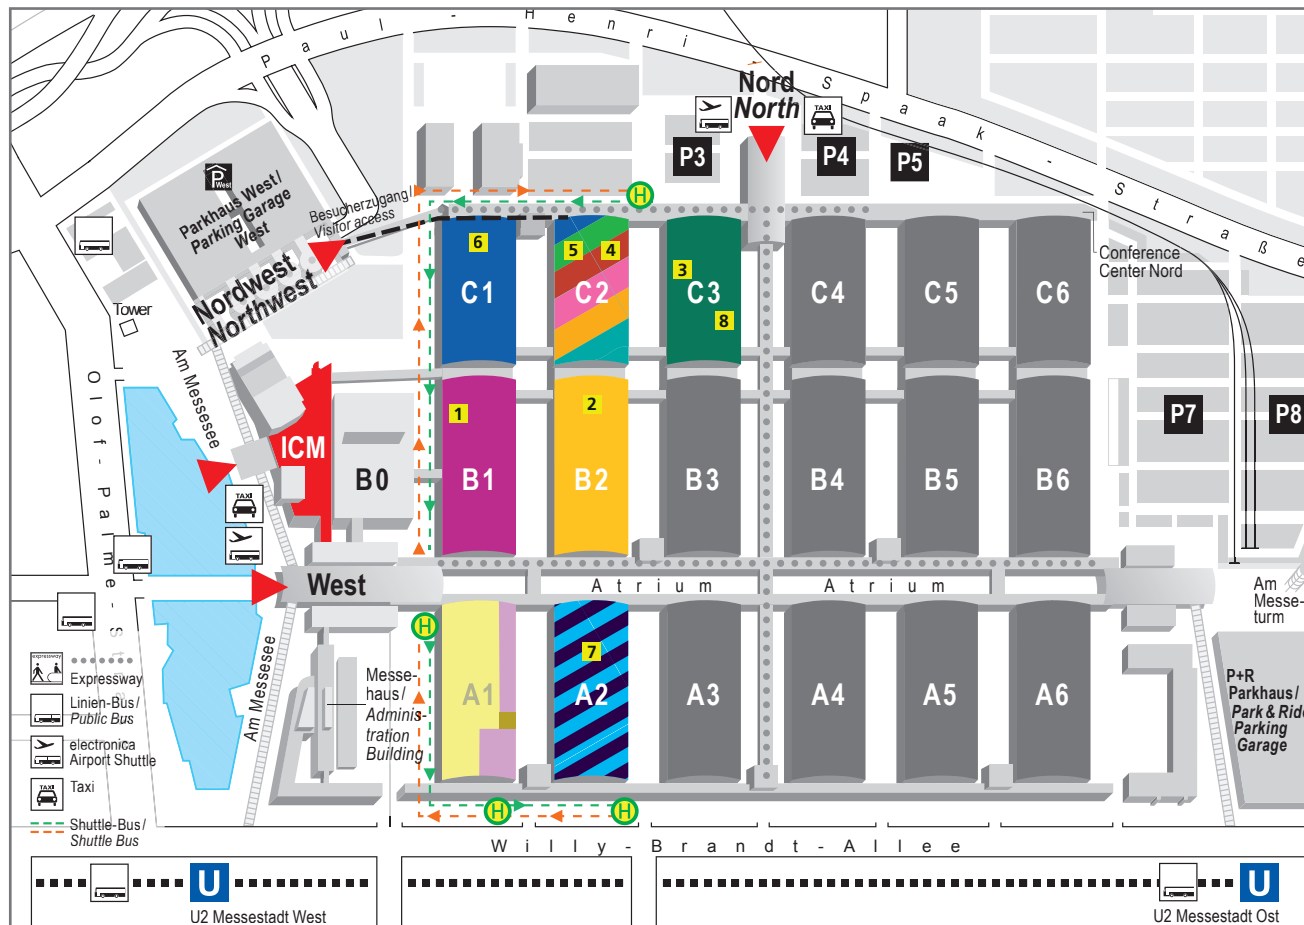 Paul-Henri-Spaak-Straße
Nord
North
TAXI
P3
P4
P5
P
West
Parkhaus West/
Parking Garage
West
Besucherzugang/
Visitor access
H
Nordwest
Northwest
Tower
Am Messesee
Olof-Palme-Str
6
5
4
3
8
C1
C2
C3
C4
C5
C6
Conference
Center Nord
ICM
B0
1
2
B1
B2
B3
B4
B5
B6
P7
P8
TAXI
West
Atrium
Atrium
Am
Messe-
turm
H
7
A1
A2
A3
A4
A5
A6
Am Messesee
Messe-
haus/
Adminis-
tration
Building
P+R
Parkhaus/
Park & Ride
Parking
Garage
expressway
Expressway
Linien-Bus/
Public Bus
electronica
Airport Shuttle
TAXI
Taxi
Shuttle-Bus/
Shuttle Bus
H
H
Willy-Brandt-Allee
U
U2 Messestadt West
U
U2 Messestadt Ost